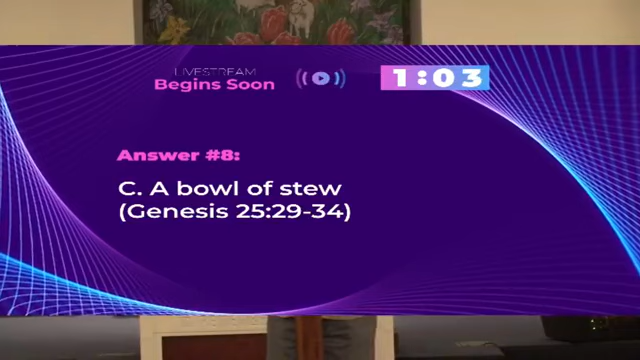 LIVESTREAM
Begins Soon
1:03
Answer #8:
C. A bowl of stew
(Genesis 25:29-34)